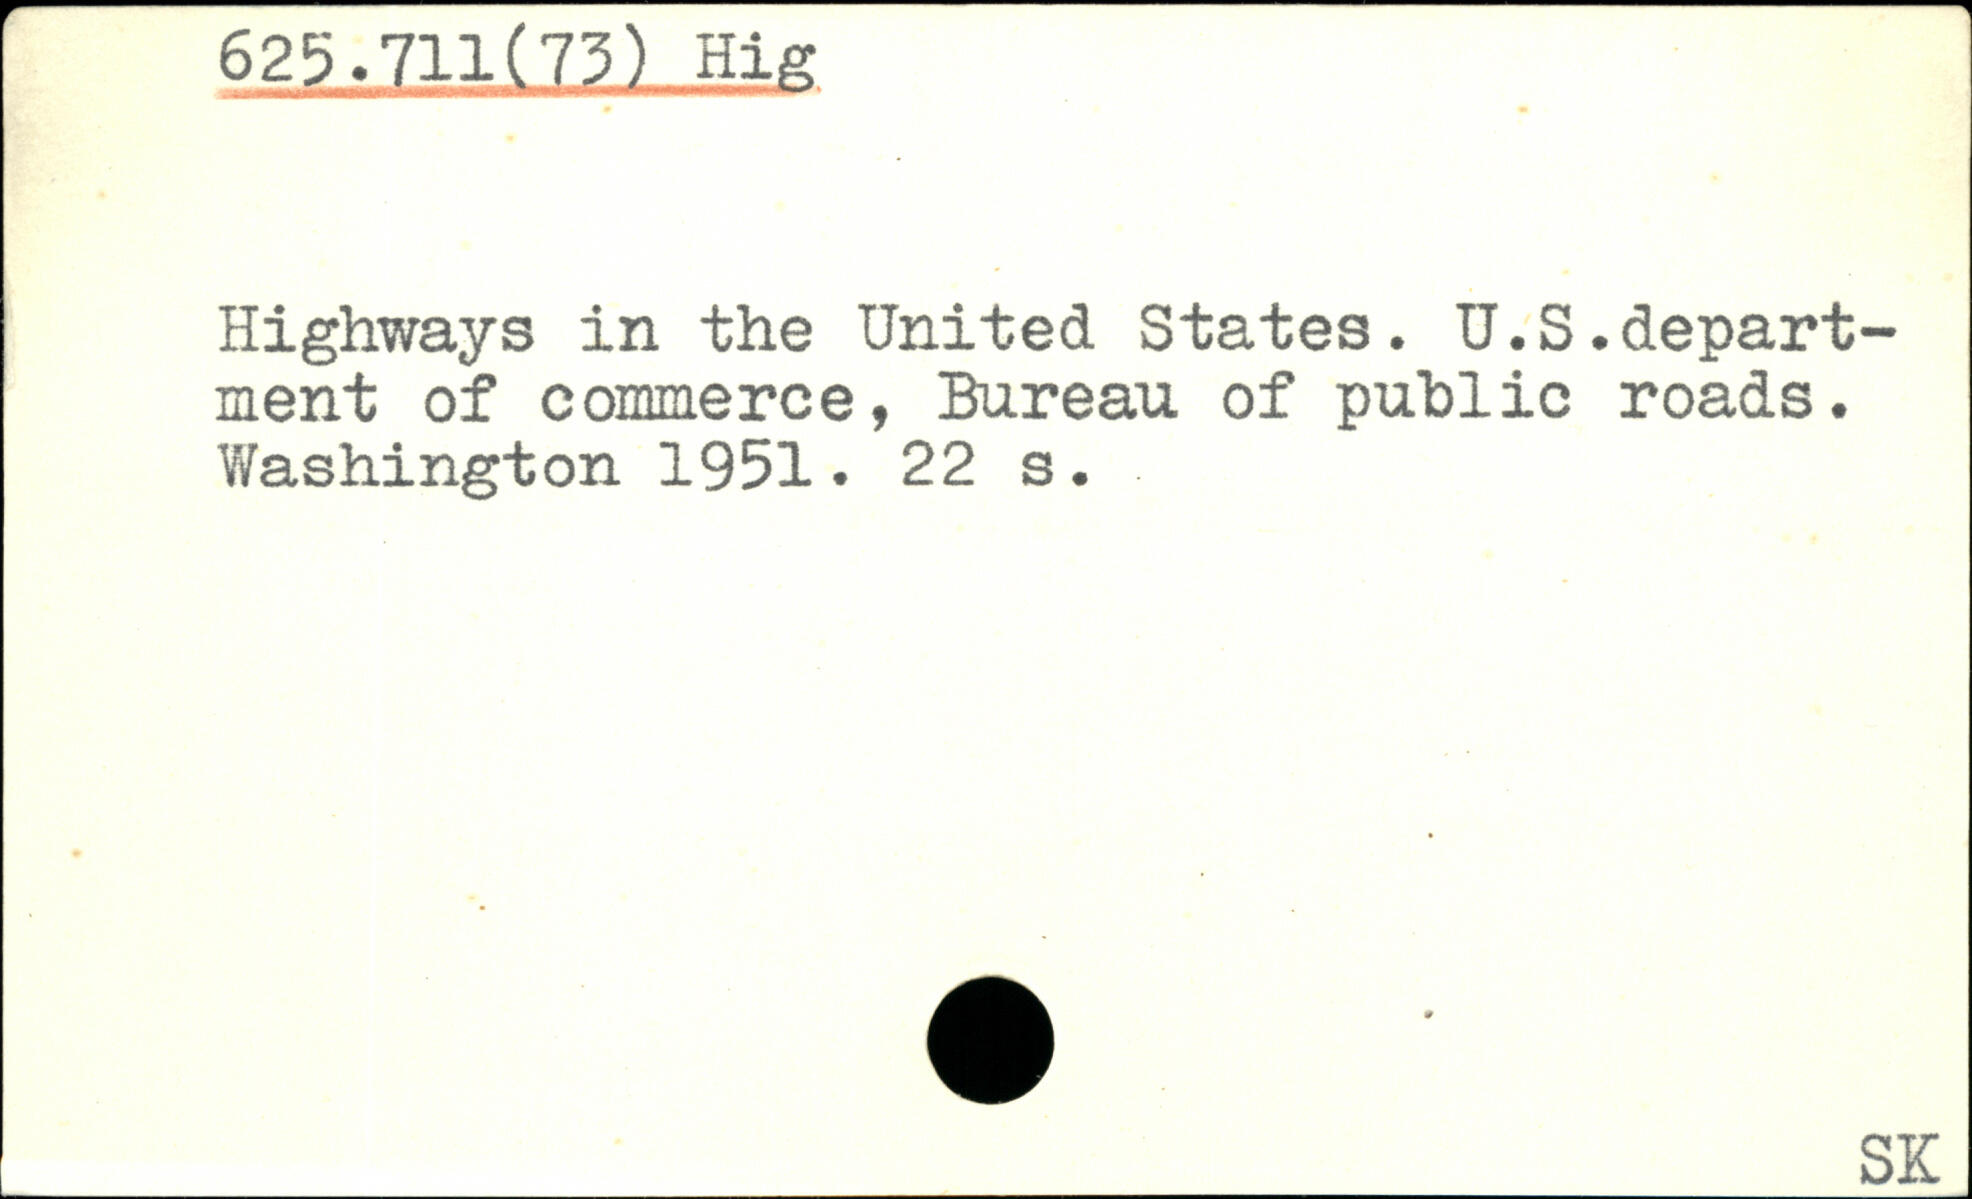 625.711(73) Hig
Highways in the United States. U.S.depart-
ment of commerce, Bureau of public roads.
Washington 1951. 22 s.
SK